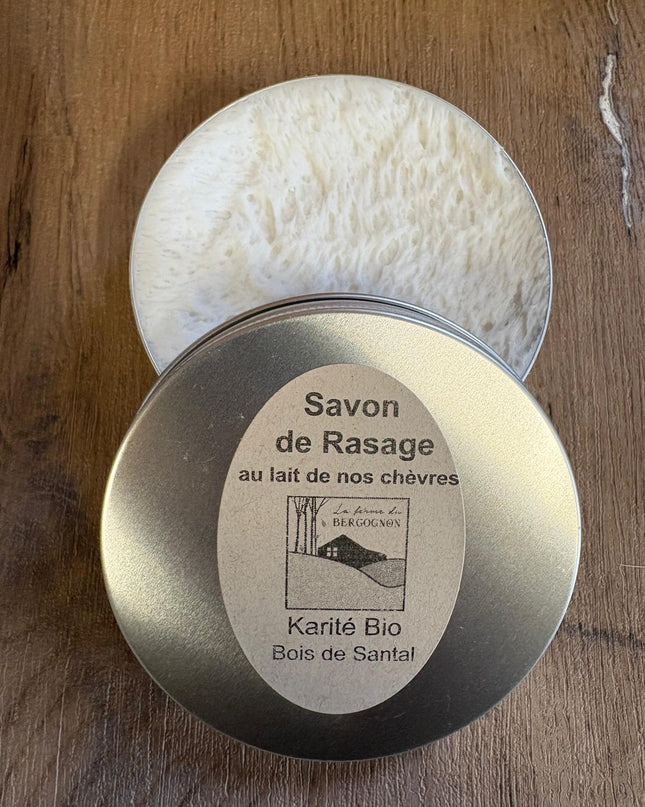 Savon
de Rasage
au lait de nos chèvres
La ferme du
BERGOGNON
Karité Bio
Bois de Santal